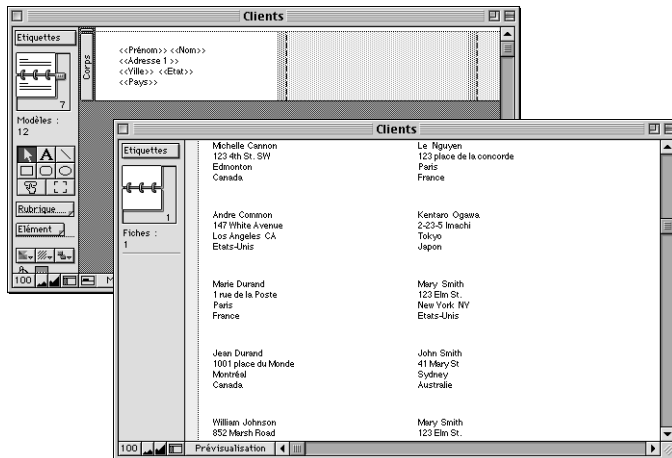 Clients
Etiquettes
7
Modèles :
12
A
Rubrique.....
Elément
100
M
Corps
<<Prénom>> <<Nom>>
<<Adresse 1 >>
<<Ville>> <<Etat>>
<<Pays>>
Clients
Etiquettes
1
Fiches :
1
Michelle Cannon
123 4th St. SW
Edmonton
Canada
Le Nguyen
123 place de la concorde
Paris
France
Andre Common
147 White Avenue
Los Angeles CA
Etats-Unis
Kentaro Ogawa
2-23-5 Imachi
Tokyo
Japon
Marie Durand
1 rue de la Poste
Paris
France
Mary Smith
123 Elm St.
New York NY
Etats-Unis
Jean Durand
1001 place du Monde
Montréal
Canada
John Smith
41 Mary St
Sydney
Australie
William Johnson
852 Marsh Road
Mary Smith
123 Elm St.
100
Prévisualisation